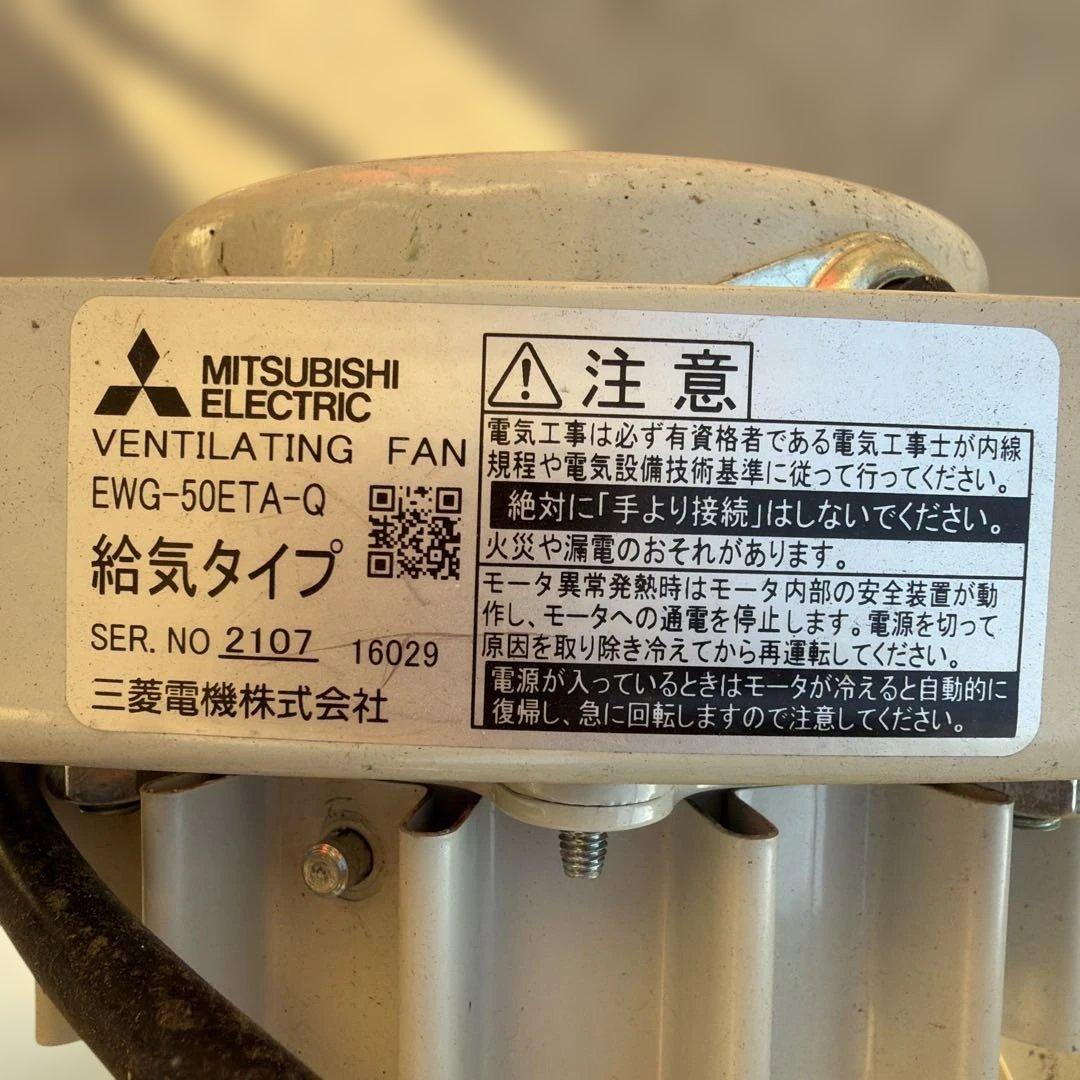 MITSUBISHI
ELECTRIC
VENTILATING FAN
EWG-50ETA-Q
給気タイプ
SER. NO 2107 16029
三菱電機株式会社
注意
電気工事は必ず有資格者である電気工事士が内線
規程や電気設備技術基準に従って行ってください。
絶対に「手より接続」はしないでください。
火災や漏電のおそれがあります。
モータ異常発熱時はモータ内部の安全装置が動
作し、モータへの通電を停止します。電源を切って
原因を取り除き冷えてから再運転してください。
電源が入っているときはモータが冷えると自動的に
復帰し、急に回転しますので注意してください。